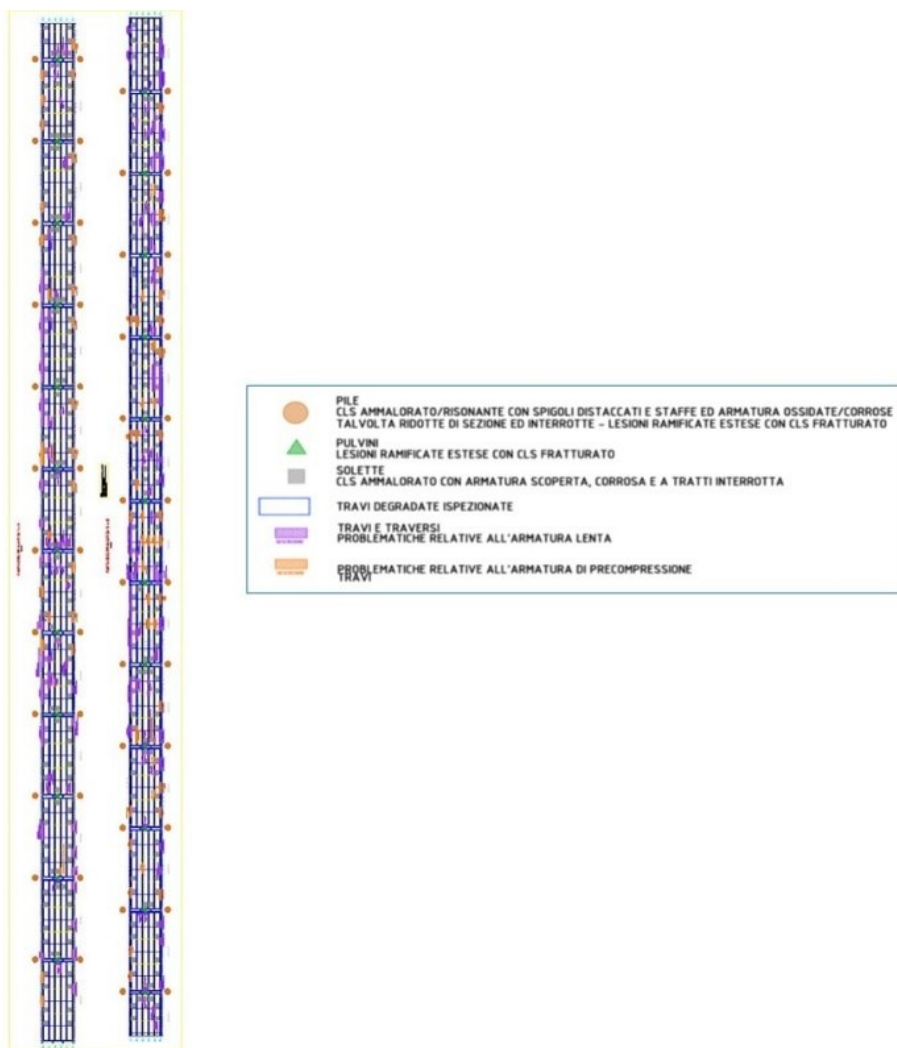 PILE
CLS AMMALORATO/RISONANTE CON SPIGOLI DISTACCATI E STAFFE ED ARMATURA OSSIDATE/CORROSE
TALVOLTA RIDOTTE DI SEZIONE ED INTERROTTE - LESIONI RAMIFICATE ESTESE CON CLS FRATTURATO
PULVINI
LESIONI RAMIFICATE ESTESE CON CLS FRATTURATO
SOLETTE
CLS AMMALORATO CON ARMATURA SCOPERTA, CORROSA E A TRATTI INTERROTTA
TRAVI DEGRADATE ISPEZIONATE
TRAVI E TRAVERSI
PROBLEMATICHE RELATIVE ALL'ARMATURA LENTA
PROBLEMATICHE RELATIVE ALL'ARMATURA DI PRECOMPRESSIONE
TRAVI